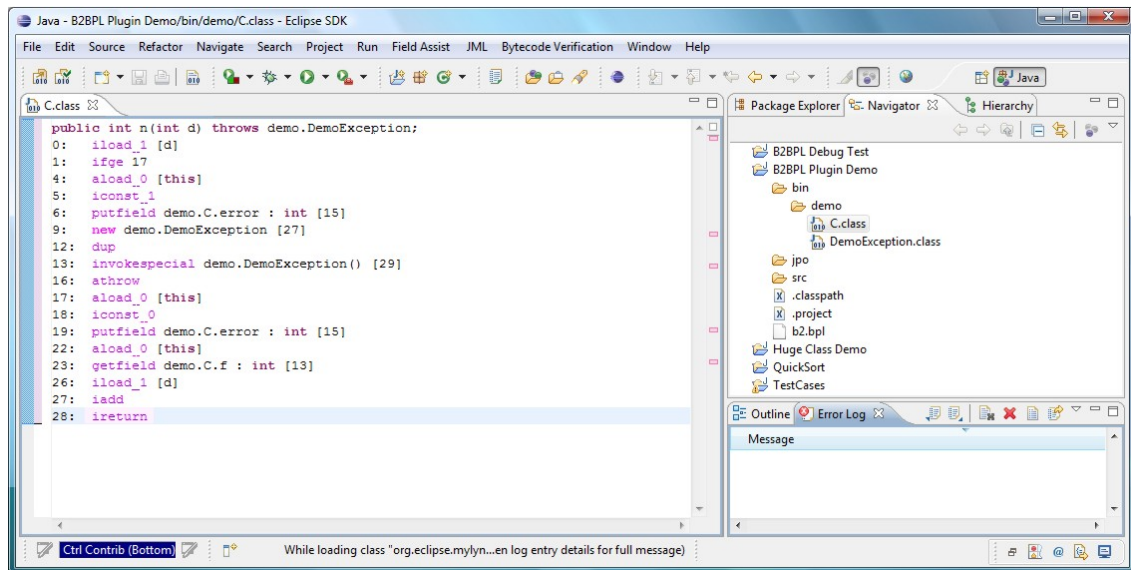 Java - B2BPL Plugin Demo/bin/demo/C.class - Eclipse SDK
File Edit Source Refactor Navigate Search Project Run Field Assist JML Bytecode Verification Window Help
Java
C.class
public int n(int d) throws demo.DemoException;
0: iload_1 [d]
1: ifge 17
4: aload_0 [this]
5: iconst_1
6: putfield demo.C.error : int [15]
9: new demo.DemoException [27]
12: dup
13: invokespecial demo.DemoException() [29]
16: athrow
17: aload_0 [this]
18: iconst_0
19: putfield demo.C.error : int [15]
22: aload_0 [this]
23: getfield demo.C.f : int [13]
26: iload_1 [d]
27: iadd
28: ireturn
Package Explorer Navigator Hierarchy
B2BPL Debug Test
B2BPL Plugin Demo
bin
demo
C.class
DemoException.class
jpo
src
.classpath
.project
b2.bpl
Huge Class Demo
QuickSort
TestCases
Outline Error Log
Message
Ctrl Contrib (Bottom) While loading class "org.eclipse.mylyn...en log entry details for full message)